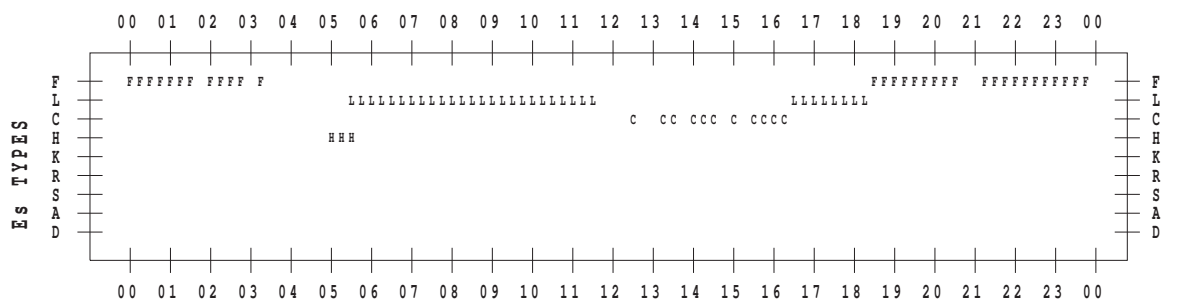 00 01 02 03 04 05 06 07 08 09 10 11 12 13 14 15 16 17 18 19 20 21 22 23 00
F FFFFFFF FFFF F FFFFFFFFF FFFFFFFFFFF F
L LLLLLLLLLLLLLLLLLLLLLLLLL LLLLLLLL L
C C CC CCC C CCCC C
H HHH H
K K
R R
S S
A A
D D
Es TYPES
00 01 02 03 04 05 06 07 08 09 10 11 12 13 14 15 16 17 18 19 20 21 22 23 00